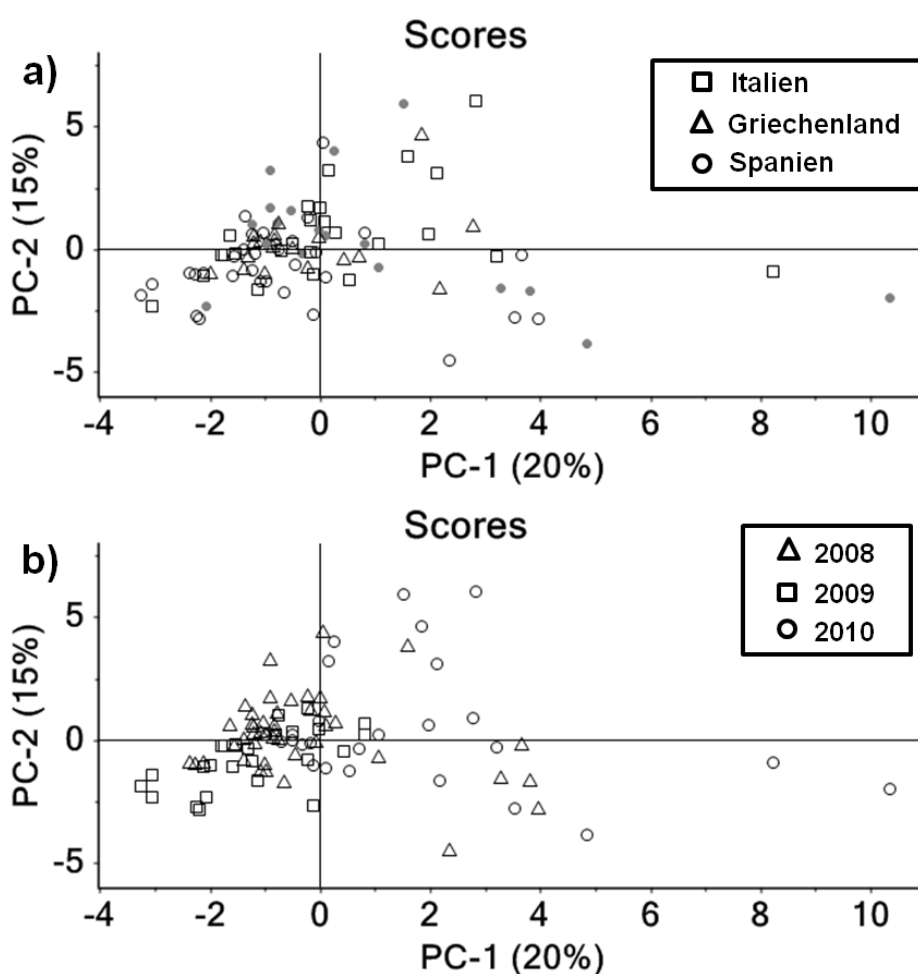 Scores
a)
Italien
Griechenland
Spanien
PC-2 (15%)
5
0
-5
-4
-2
0
2
4
6
8
10
PC-1 (20%)
Scores
b)
2008
2009
2010
PC-2 (15%)
5
0
-5
-4
-2
0
2
4
6
8
10
PC-1 (20%)